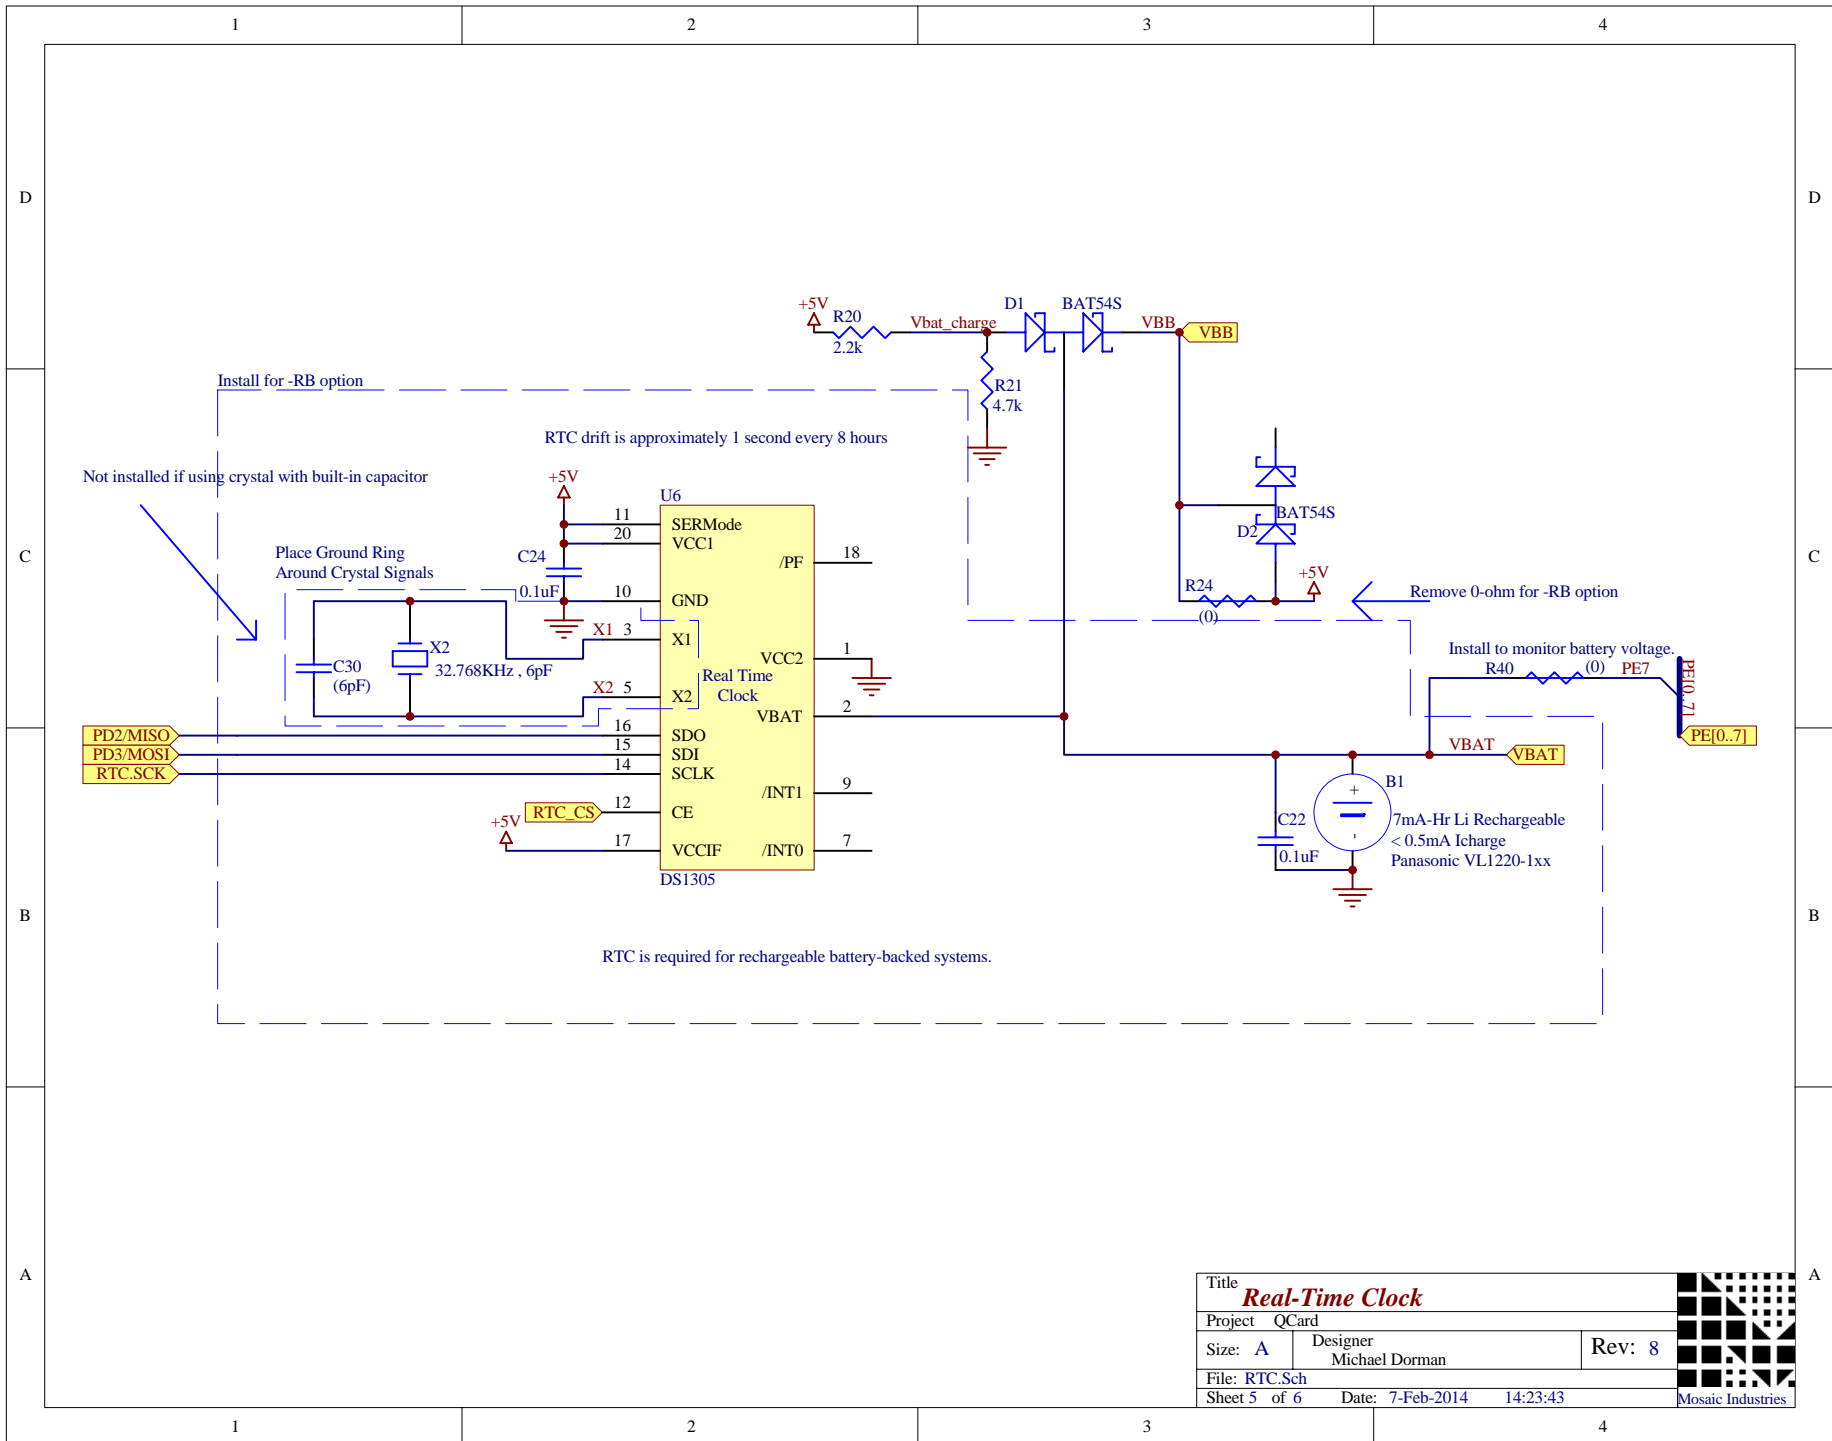 1 2 3 4
D D
+5V
R20
2.2k
Vbat_charge
D1
BAT54S
VBB
VBB
R21
4.7k
Install for -RB option
RTC drift is approximately 1 second every 8 hours
Not installed if using crystal with built-in capacitor
+5V
U6
11
SERMode
20
VCC1
C24
0.1uF
/PF
18
BAT54S
D2
C C
Place Ground Ring
Around Crystal Signals
10
GND
R24
(0)
+5V
Remove 0-ohm for -RB option
X1 3
X1
C30
(6pF)
X2
32.768KHz , 6pF
VCC2
1
Real Time
Clock
X2 5
X2
VBAT
2
Install to monitor battery voltage.
R40
(0)
PE7
PE[0..7]
PE[0..7]
PD2/MISO
16
SDO
PD3/MOSI
15
SDI
RTC.SCK
14
SCLK
VBAT
VBAT
/INT1
9
RTC_CS
12
CE
+5V
17
VCCIF
/INT0
7
DS1305
C22
0.1uF
+
-
B1
7mA-Hr Li Rechargeable
< 0.5mA Icharge
Panasonic VL1220-1xx
B B
RTC is required for rechargeable battery-backed systems.
A A
Title
Real-Time Clock
Project QCard
Size: A
Designer
Michael Dorman
Rev: 8
File: RTC.Sch
Sheet 5 of 6 Date: 7-Feb-2014 14:23:43
Mosaic Industries
1 2 3 4